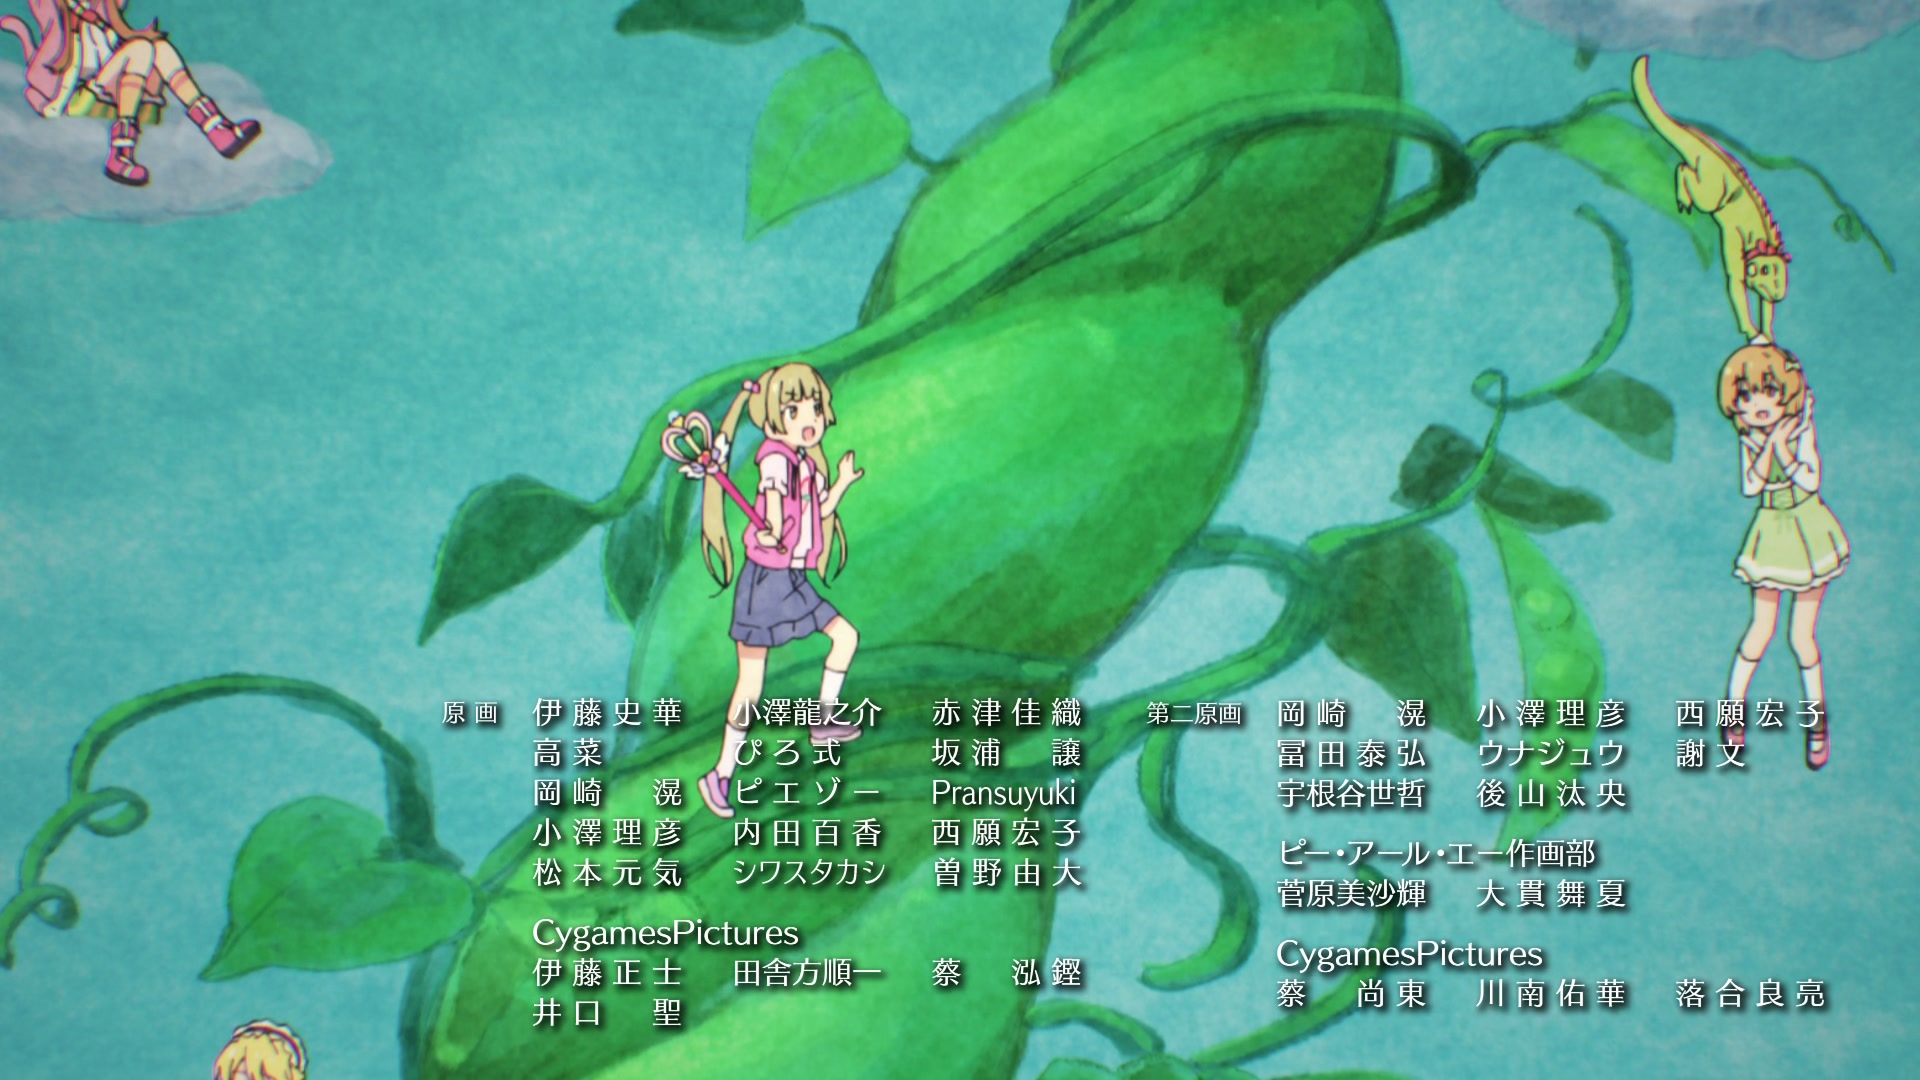 原画 伊藤史華 小澤龍之介 赤津佳織
高菜 ぴろ式 坂浦 譲
岡崎 滉 ピエゾー Pransuyuki
小澤理彦 内田百香 西願宏子
松本元気 シワスタカシ 曽野由大
CygamesPictures
伊藤正士 田舎方順一 蔡 泓鏗
井口 聖
第二原画 岡崎 滉 小澤理彦 西願宏子
冨田泰弘 ウナジュウ 謝文
宇根谷世哲 後山汰央
ピー・アール・エー作画部
菅原美沙輝 大貫舞夏
CygamesPictures
蔡 尚東 川南佑華 落合良亮